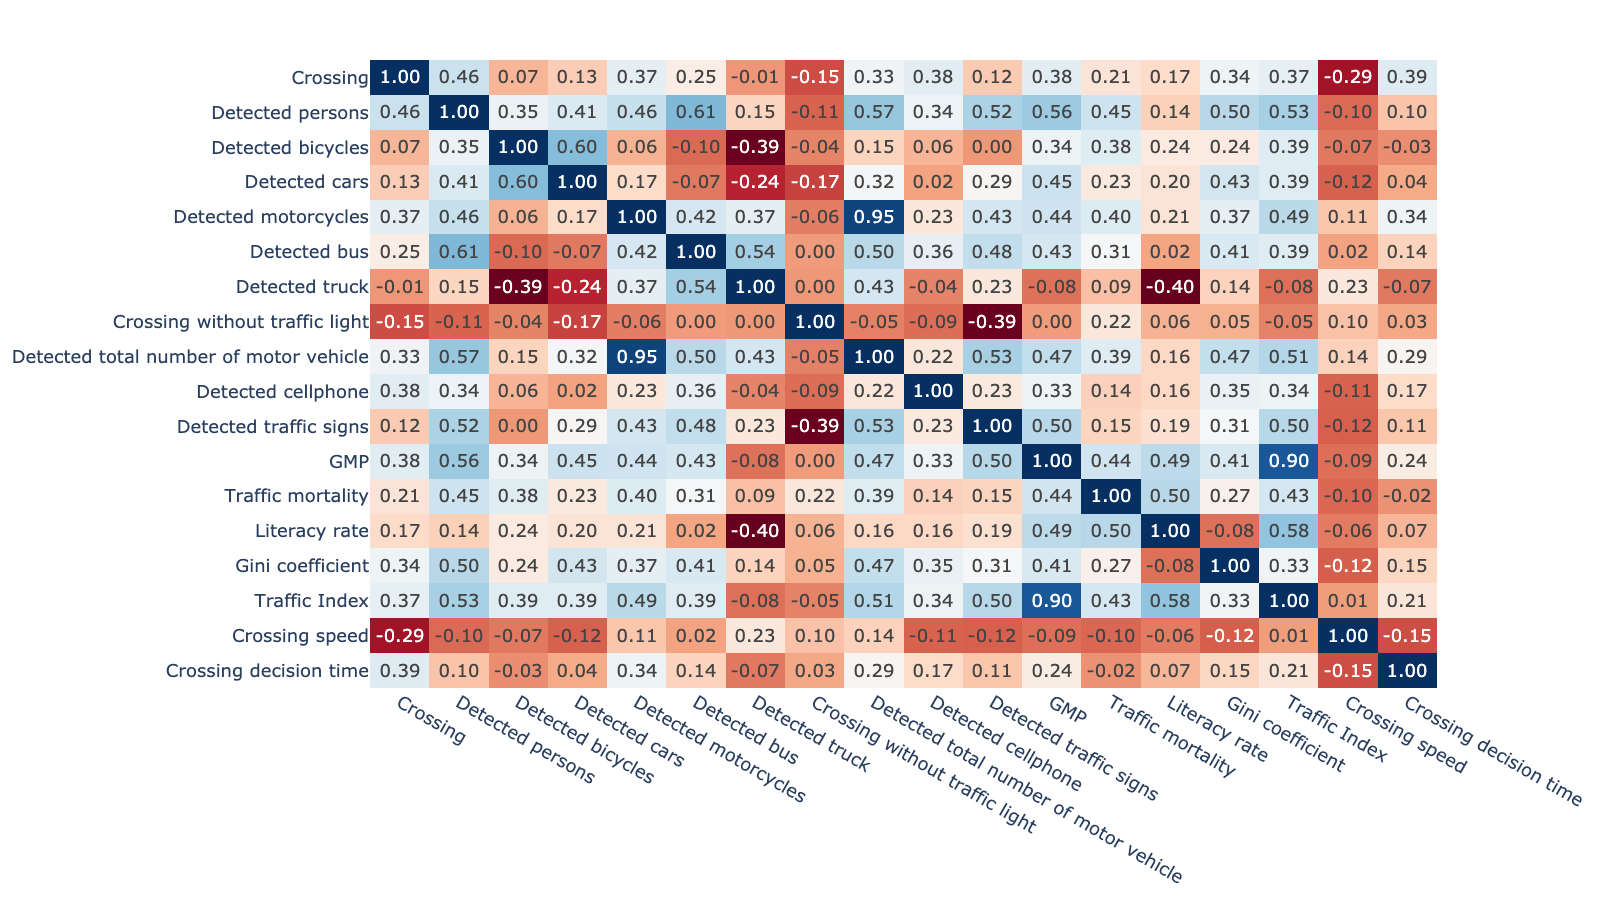 Crossing 1.00 0.46 0.07 0.13 0.37 0.25 -0.01 -0.15 0.33 0.38 0.12 0.38 0.21 0.17 0.34 0.37 -0.29 0.39
Detected persons 0.46 1.00 0.35 0.41 0.46 0.61 0.15 -0.11 0.57 0.34 0.52 0.56 0.45 0.14 0.50 0.53 -0.10 0.10
Detected bicycles 0.07 0.35 1.00 0.60 0.06 -0.10 -0.39 -0.04 0.15 0.06 0.00 0.34 0.38 0.24 0.24 0.39 -0.07 -0.03
Detected cars 0.13 0.41 0.60 1.00 0.17 -0.07 -0.24 -0.17 0.32 0.02 0.29 0.45 0.23 0.20 0.43 0.39 -0.12 0.04
Detected motorcycles 0.37 0.46 0.06 0.17 1.00 0.42 0.37 -0.06 0.95 0.23 0.43 0.44 0.40 0.21 0.37 0.49 0.11 0.34
Detected bus 0.25 0.61 -0.10 -0.07 0.42 1.00 0.54 0.00 0.50 0.36 0.48 0.43 0.31 0.02 0.41 0.39 0.02 0.14
Detected truck -0.01 0.15 -0.39 -0.24 0.37 0.54 1.00 0.00 0.43 -0.04 0.23 -0.08 0.09 -0.40 0.14 -0.08 0.23 -0.07
Crossing without traffic light -0.15 -0.11 -0.04 -0.17 -0.06 0.00 0.00 1.00 -0.05 -0.09 -0.39 0.00 0.22 0.06 0.05 -0.05 0.10 0.03
Detected total number of motor vehicle 0.33 0.57 0.15 0.32 0.95 0.50 0.43 -0.05 1.00 0.22 0.53 0.47 0.39 0.16 0.47 0.51 0.14 0.29
Detected cellphone 0.38 0.34 0.06 0.02 0.23 0.36 -0.04 -0.09 0.22 1.00 0.23 0.33 0.14 0.16 0.35 0.34 -0.11 0.17
Detected traffic signs 0.12 0.52 0.00 0.29 0.43 0.48 0.23 -0.39 0.53 0.23 1.00 0.50 0.15 0.19 0.31 0.50 -0.12 0.11
GMP 0.38 0.56 0.34 0.45 0.44 0.43 -0.08 0.00 0.47 0.33 0.50 1.00 0.44 0.49 0.41 0.90 -0.09 0.24
Traffic mortality 0.21 0.45 0.38 0.23 0.40 0.31 0.09 0.22 0.39 0.14 0.15 0.44 1.00 0.50 0.27 0.43 -0.10 -0.02
Literacy rate 0.17 0.14 0.24 0.20 0.21 0.02 -0.40 0.06 0.16 0.16 0.19 0.49 0.50 1.00 -0.08 0.58 -0.06 0.07
Gini coefficient 0.34 0.50 0.24 0.43 0.37 0.41 0.14 0.05 0.47 0.35 0.31 0.41 0.27 -0.08 1.00 0.33 -0.12 0.15
Traffic Index 0.37 0.53 0.39 0.39 0.49 0.39 -0.08 -0.05 0.51 0.34 0.50 0.90 0.43 0.58 0.33 1.00 0.01 0.21
Crossing speed -0.29 -0.10 -0.07 -0.12 0.11 0.02 0.23 0.10 0.14 -0.11 -0.12 -0.09 -0.10 -0.06 -0.12 0.01 1.00 -0.15
Crossing decision time 0.39 0.10 -0.03 0.04 0.34 0.14 -0.07 0.03 0.29 0.17 0.11 0.24 -0.02 0.07 0.15 0.21 -0.15 1.00
Crossing
Detected persons
Detected bicycles
Detected cars
Detected motorcycles
Detected bus
Detected truck
Crossing without traffic light
Detected total number of motor vehicle
Detected cellphone
Detected traffic signs
GMP
Traffic mortality
Literacy rate
Gini coefficient
Traffic Index
Crossing speed
Crossing decision time